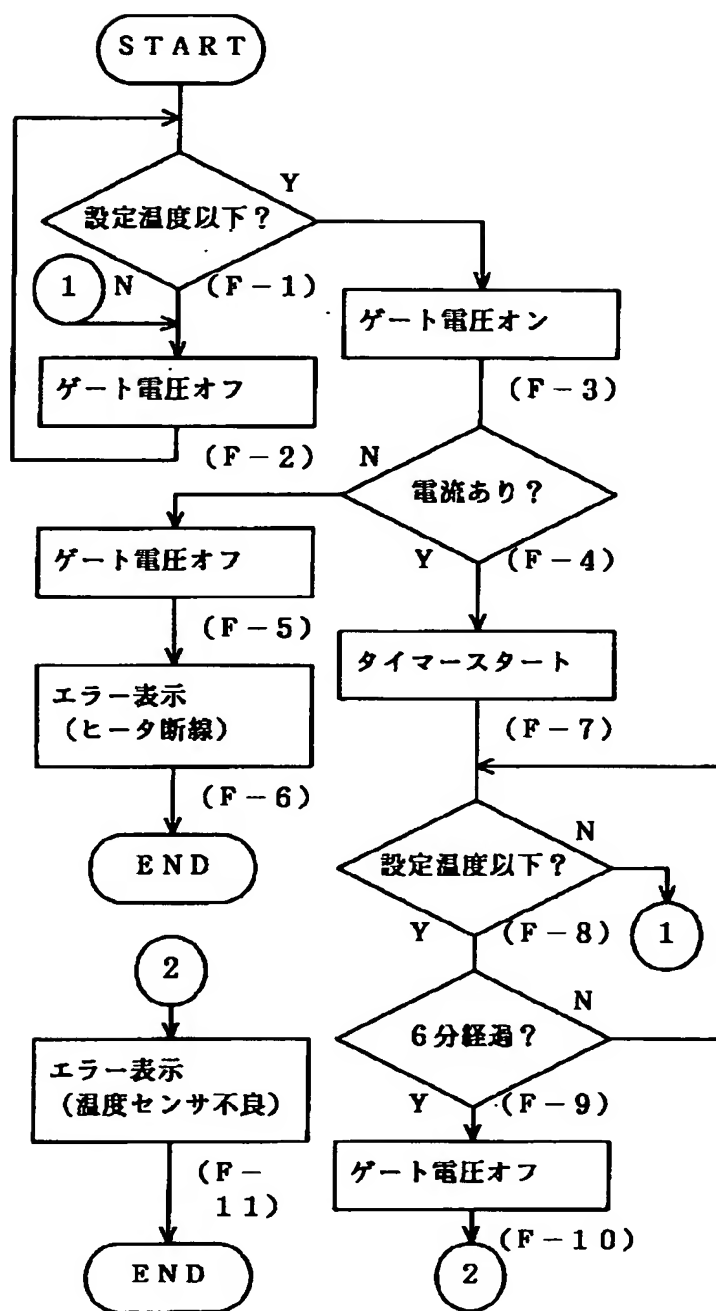 START
設定温度以下?
Y
N
(F-1)
1
ゲート電圧オフ
(F-2)
ゲート電圧オン
(F-3)
電流あり?
N
Y
(F-4)
ゲート電圧オフ
(F-5)
エラー表示
(ヒータ断線)
(F-6)
END
タイマースタート
(F-7)
設定温度以下?
N
Y
(F-8)
1
6分経過?
N
Y
(F-9)
ゲート電圧オフ
(F-10)
2
2
エラー表示
(温度センサ不良)
(F-
11)
END